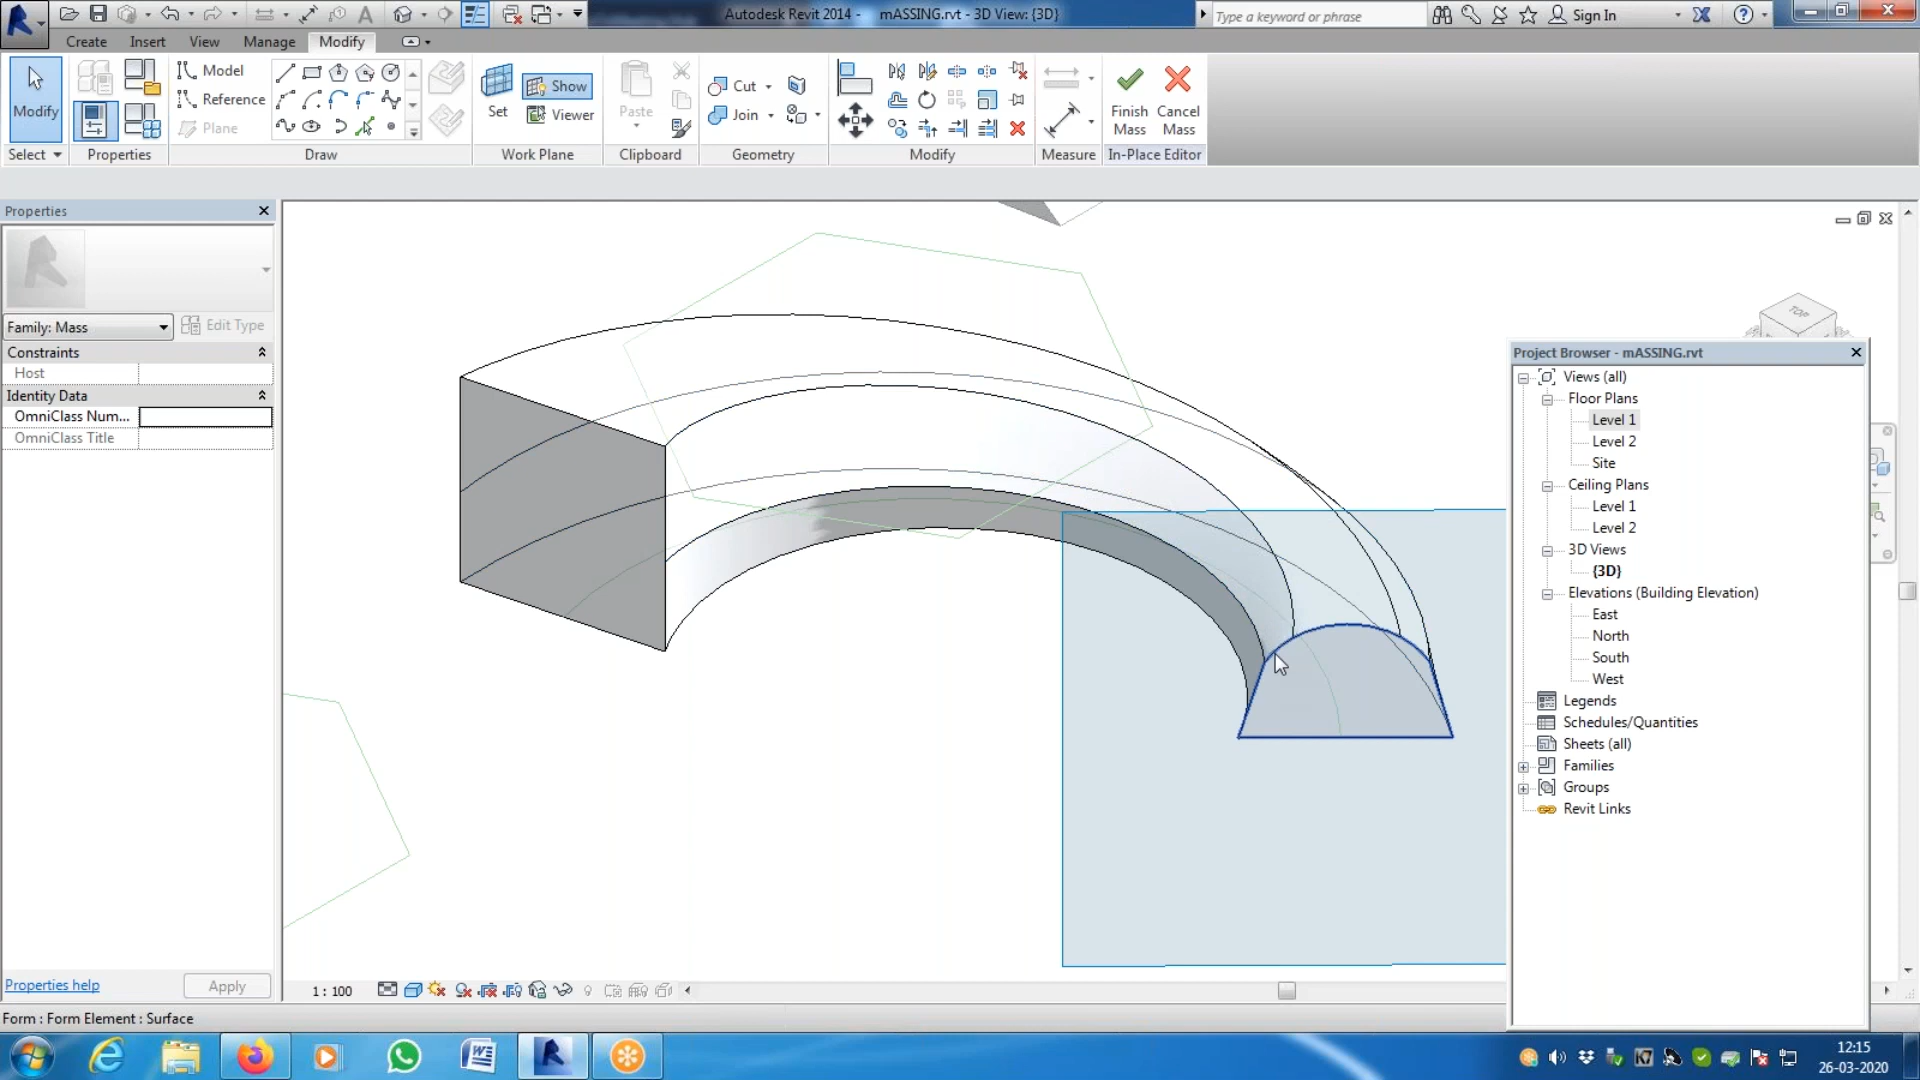 Autodesk Revit 2014 - mASSING.rvt - 3D View: {3D}
Type a keyword or phrase
Sign In
Create Insert View Manage Modify
Modify
Select
Properties
Model
Reference
Plane
Draw
Set
Show
Viewer
Work Plane
Paste
Clipboard
Cut
Join
Geometry
Modify
Measure
Finish Mass
Cancel Mass
In-Place Editor
Properties
Family: Mass
Edit Type
Constraints
Host
Identity Data
OmniClass Num...
OmniClass Title
Properties help
Apply
TOP
Project Browser - mASSING.rvt
Views (all)
Floor Plans
Level 1
Level 2
Site
Ceiling Plans
Level 1
Level 2
3D Views
{3D}
Elevations (Building Elevation)
East
North
South
West
Legends
Schedules/Quantities
Sheets (all)
Families
Groups
Revit Links
1 : 100
Form : Form Element : Surface
12:15
26-03-2020